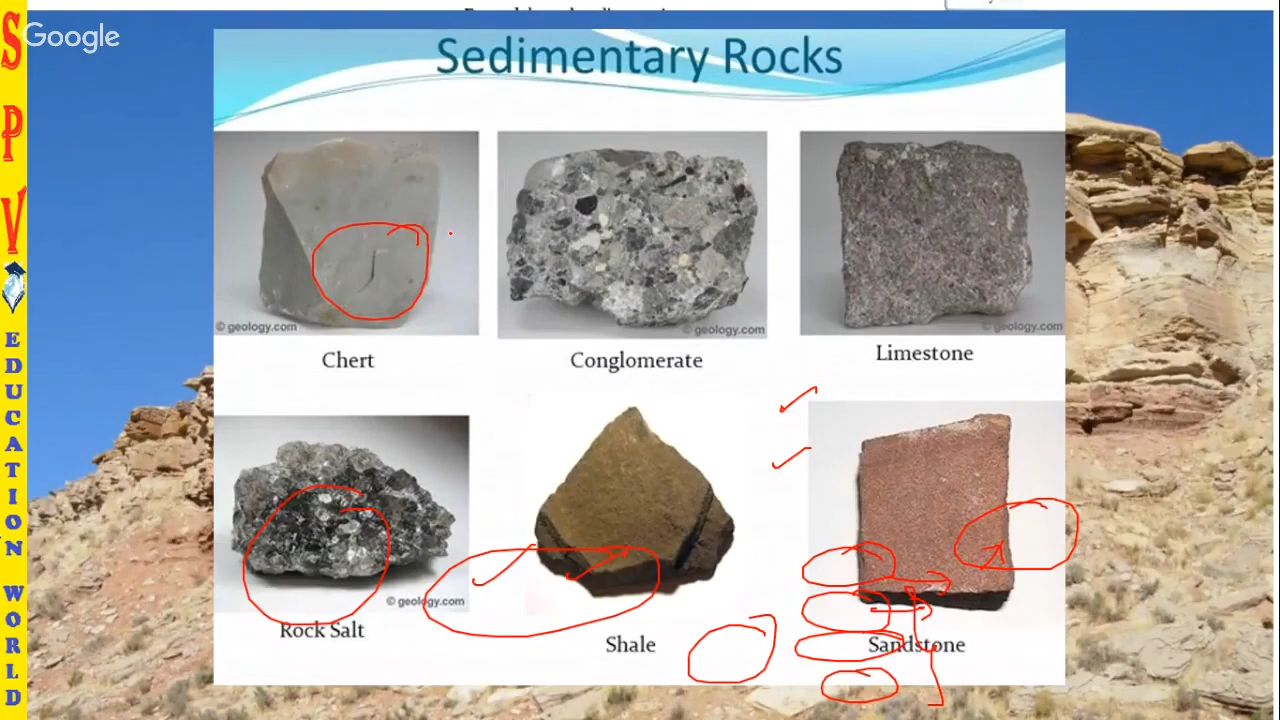 Google
S P V
EDUCATION WORLD
Sedimentary Rocks
© geology.com
© geology.com
© geology.com
Chert
Conglomerate
Limestone
© geology.com
Rock Salt
Shale
Sandstone